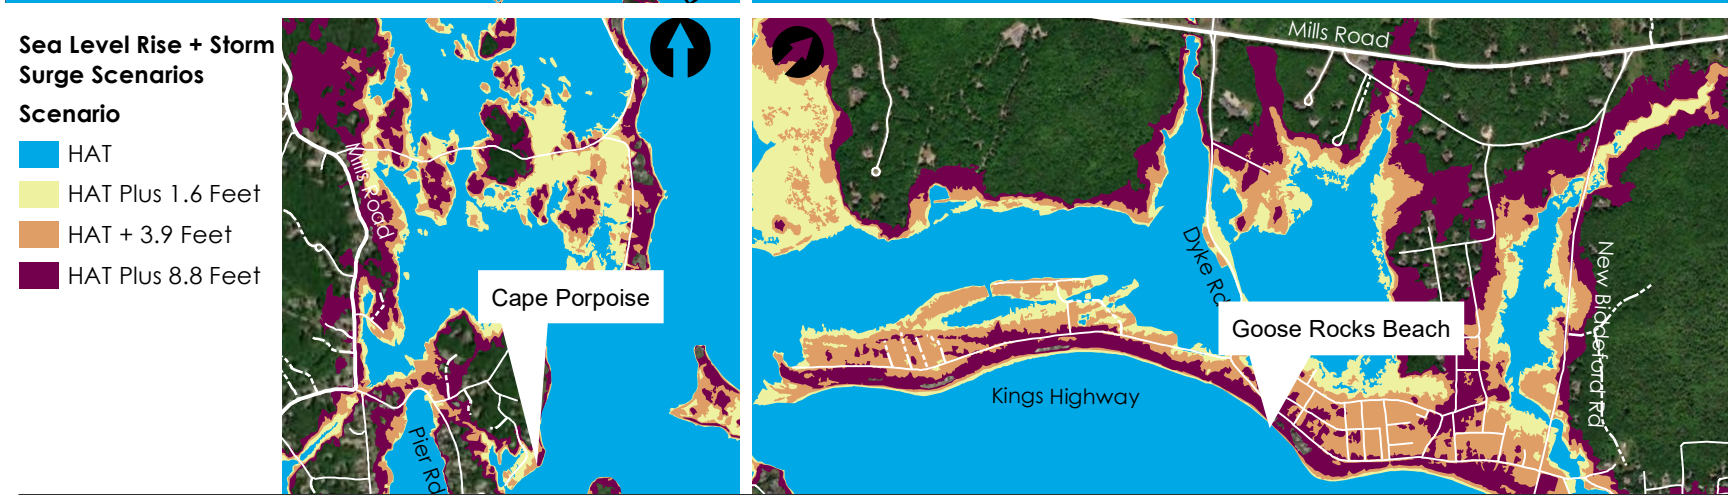 Sea Level Rise + Storm
Surge Scenarios
Scenario
HAT
HAT Plus 1.6 Feet
HAT + 3.9 Feet
HAT Plus 8.8 Feet
Mills Road
Cape Porpoise
Pier Rd
Mills Road
Dyke Rd
New Biddeford Rd
Goose Rocks Beach
Kings Highway